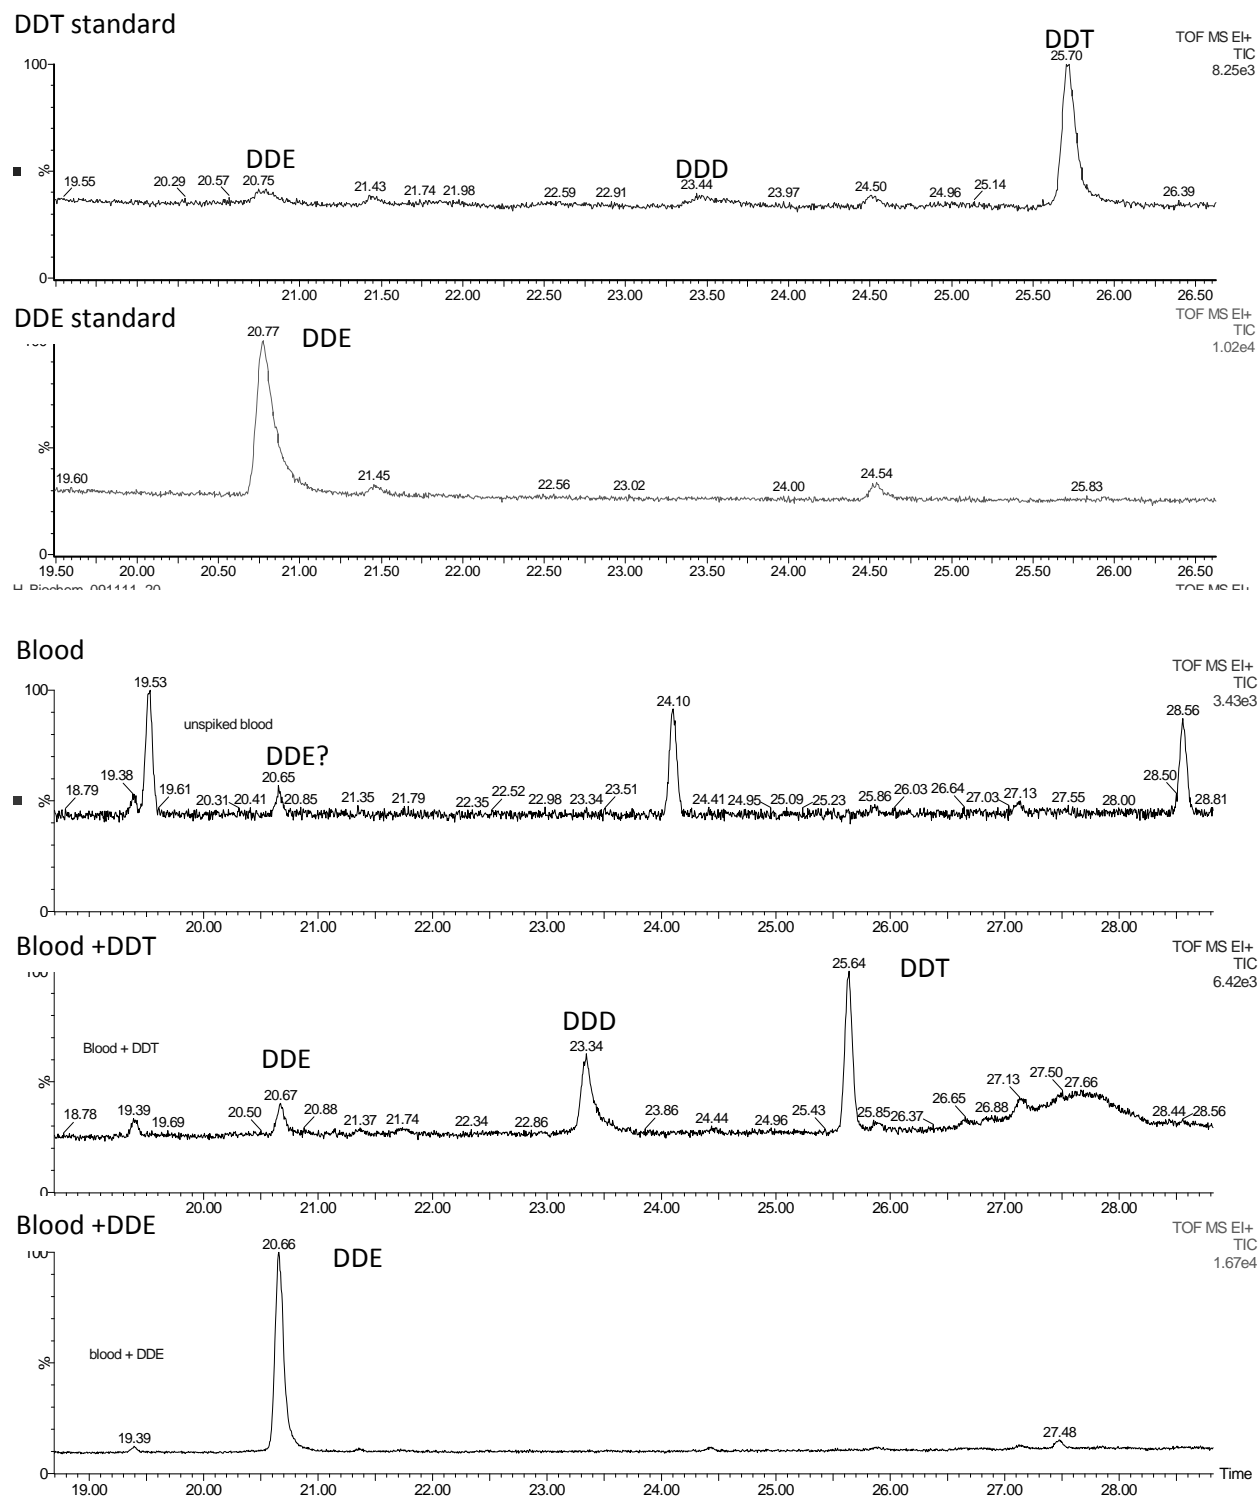 DDT standard
DDT
TOF MS EI+
TIC
8.25e3
100
25.70
%
DDE
DDD
19.55 20.29 20.57 20.75 21.43 21.74 21.98 22.59 22.91 23.44 23.97 24.50 24.96 25.14 26.39
0
21.00 21.50 22.00 22.50 23.00 23.50 24.00 24.50 25.00 25.50 26.00 26.50
DDE standard
TOF MS EI+
TIC
1.02e4
20.77 DDE
%
19.60 21.45 22.56 23.02 24.00 24.54 25.83
0
19.50 20.00 20.50 21.00 21.50 22.00 22.50 23.00 23.50 24.00 24.50 25.00 25.50 26.00 26.50
Blood
TOF MS EI+
TIC
3.43e3
100
19.53 24.10 28.56
unspiked blood
DDE?
%
18.79 19.38 19.61 20.31 20.41 20.65 20.85 21.35 21.79 22.35 22.52 22.98 23.34 23.51 24.41 24.95 25.09 25.23 25.86 26.03 26.64 27.03 27.13 27.55 28.00 28.50 28.81
0
20.00 21.00 22.00 23.00 24.00 25.00 26.00 27.00 28.00
Blood +DDT
TOF MS EI+
TIC
6.42e3
100
25.64 DDT
DDD
23.34
Blood + DDT
DDE
%
18.78 19.39 19.69 20.50 20.67 20.88 21.37 21.74 22.34 22.86 23.86 24.44 24.96 25.43 25.85 26.37 26.65 26.88 27.13 27.50 27.66 28.44 28.56
0
20.00 21.00 22.00 23.00 24.00 25.00 26.00 27.00 28.00
Blood +DDE
TOF MS EI+
TIC
1.67e4
100
20.66 DDE
blood + DDE
%
19.39 27.48
0
Time
19.00 20.00 21.00 22.00 23.00 24.00 25.00 26.00 27.00 28.00